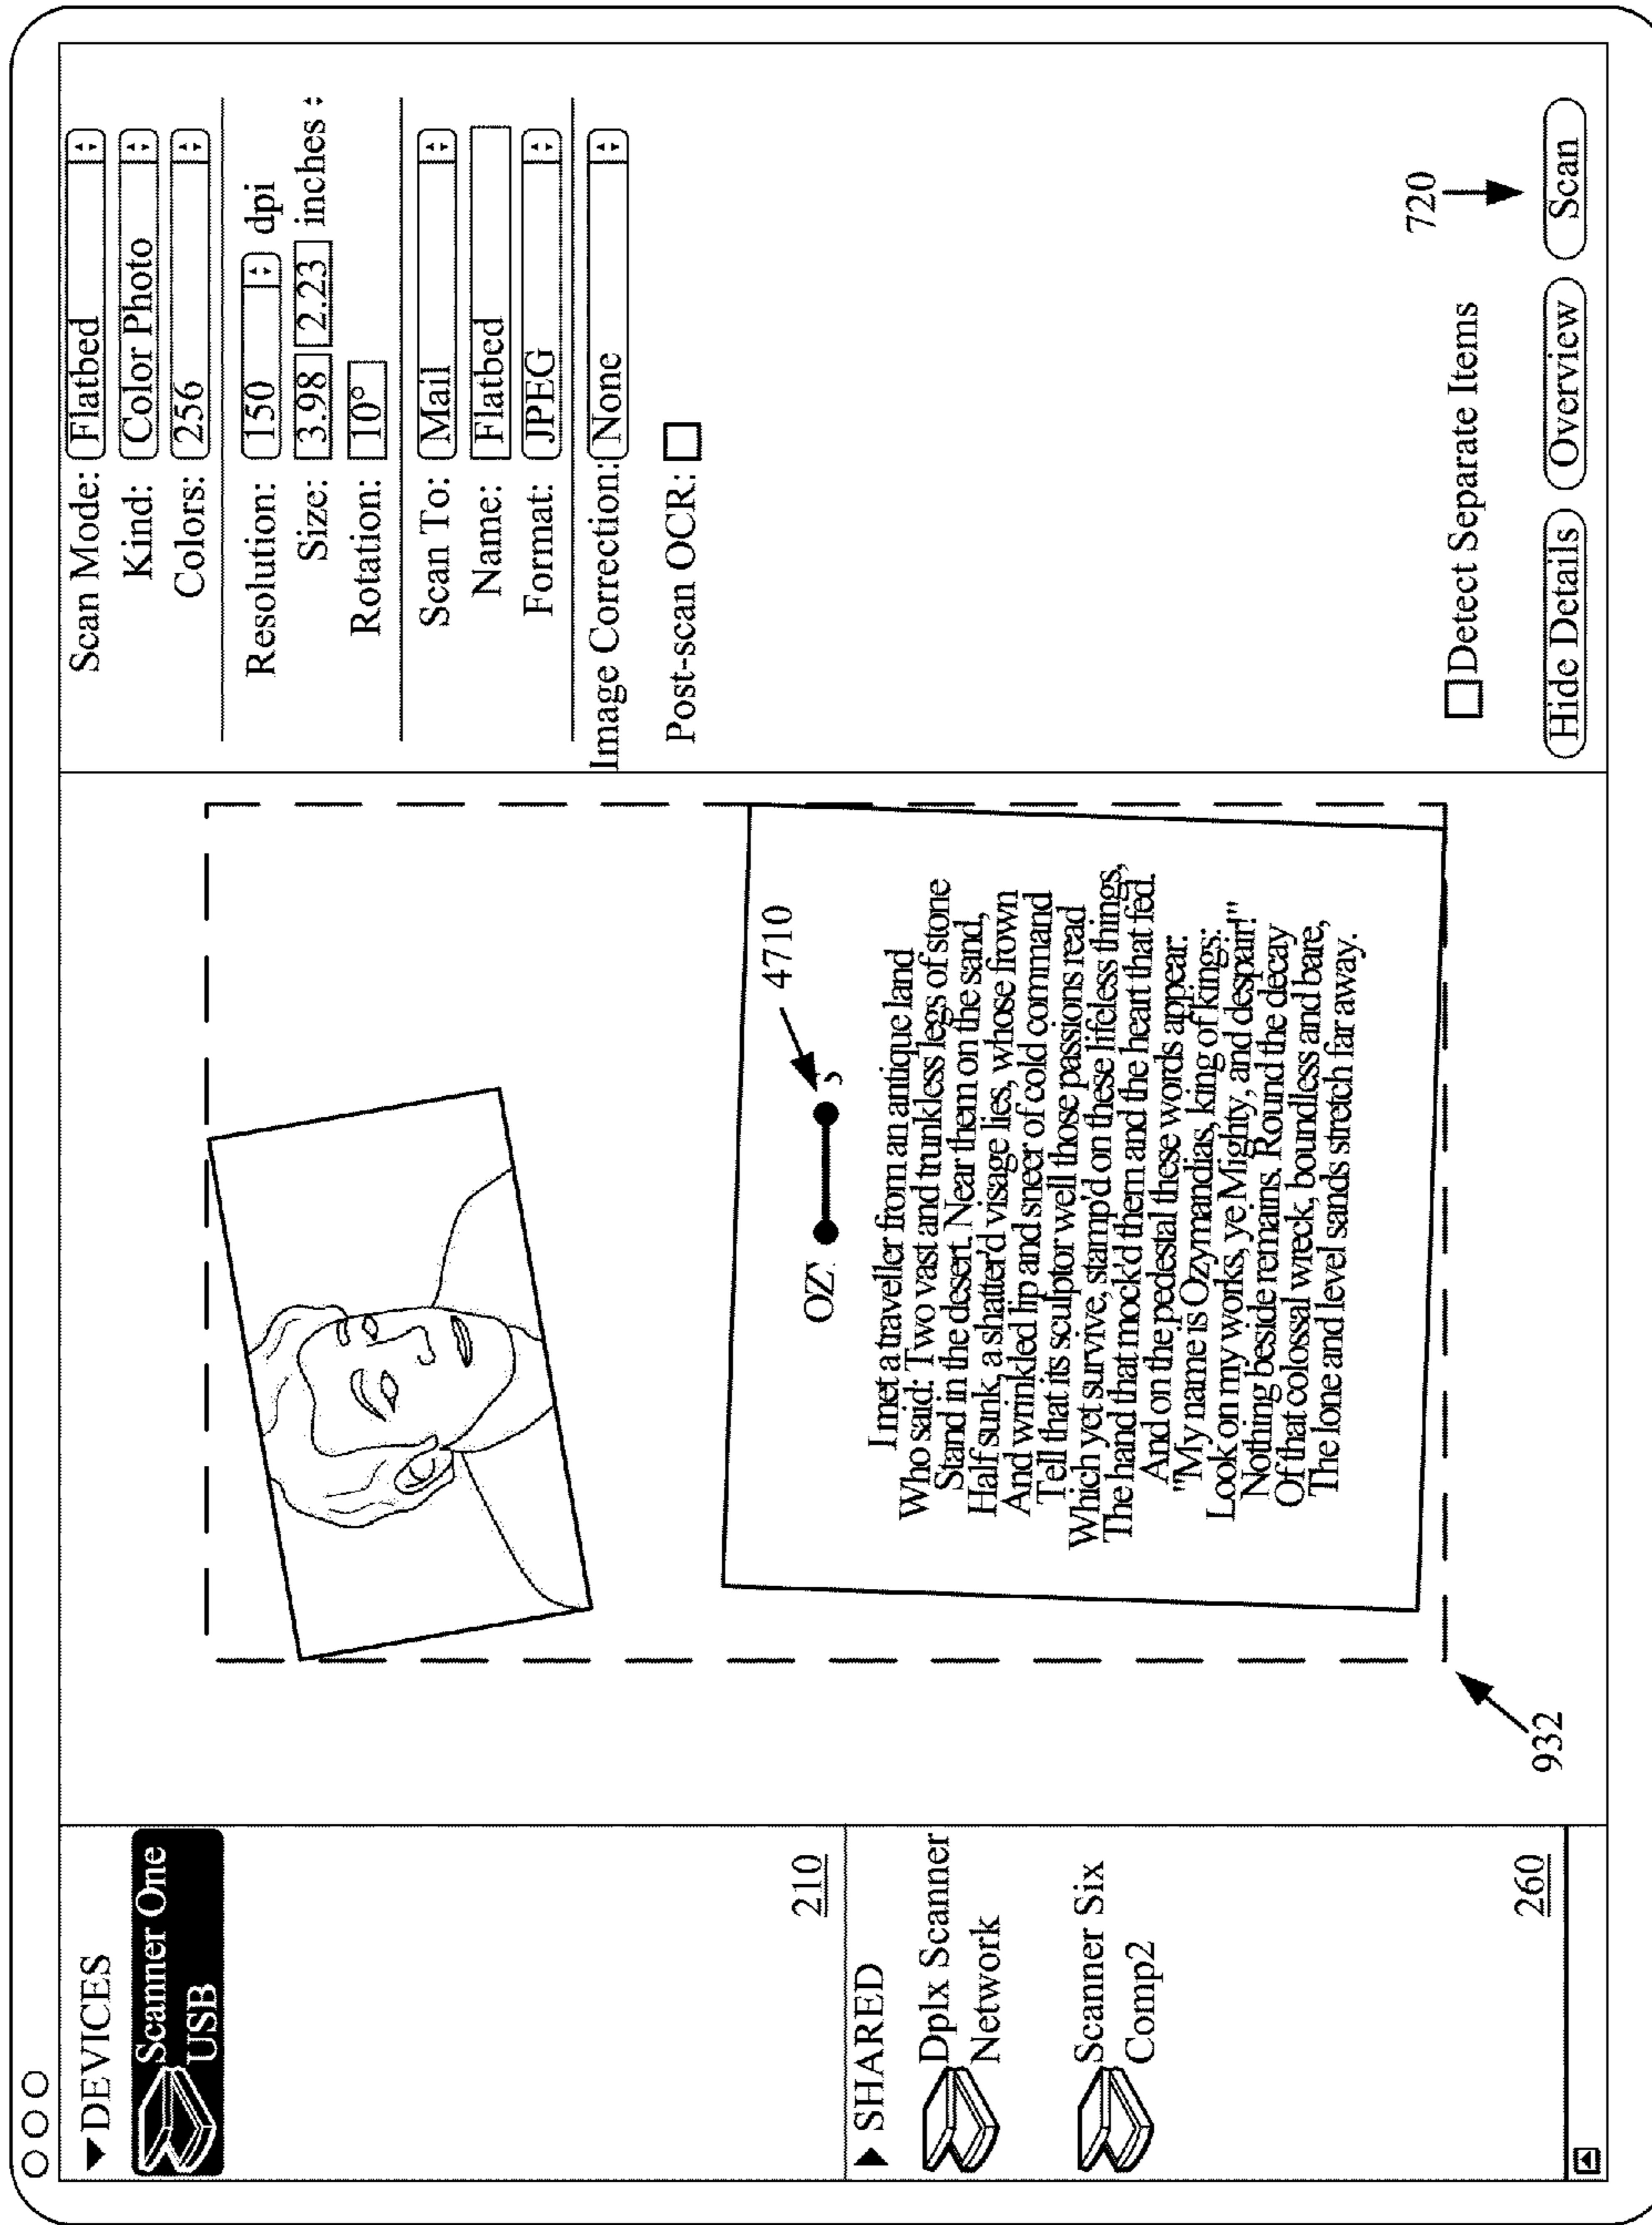 DEVICES
Scanner One
USB
210
SHARED
Dplx Scanner
Network
Scanner Six
Comp2
260
4710
OZ
I met a traveller from an antique land
Who said: Two vast and trunkless legs of stone
Stand in the desert. Near them on the sand,
Half sunk, a shatter'd visage lies, whose frown
And wrinkled lip and sneer of cold command
Tell that its sculptor well those passions read
Which yet survive, stamp'd on these lifeless things,
The hand that mock'd them and the heart that fed.
And on the pedestal these words appear:
"My name is Ozymandias, king of kings:
Look on my works, ye Mighty, and despair!"
Nothing beside remains. Round the decay
Of that colossal wreck, boundless and bare,
The lone and level sands stretch far away.
932
Scan Mode: Flatbed
Kind: Color Photo
Colors: 256
Resolution: 150 dpi
Size: 3.98 2.23 inches
Rotation: 10°
Scan To: Mail
Name: Flatbed
Format: JPEG
Image Correction: None
Post-scan OCR:
720
Detect Separate Items
Hide Details Overview Scan